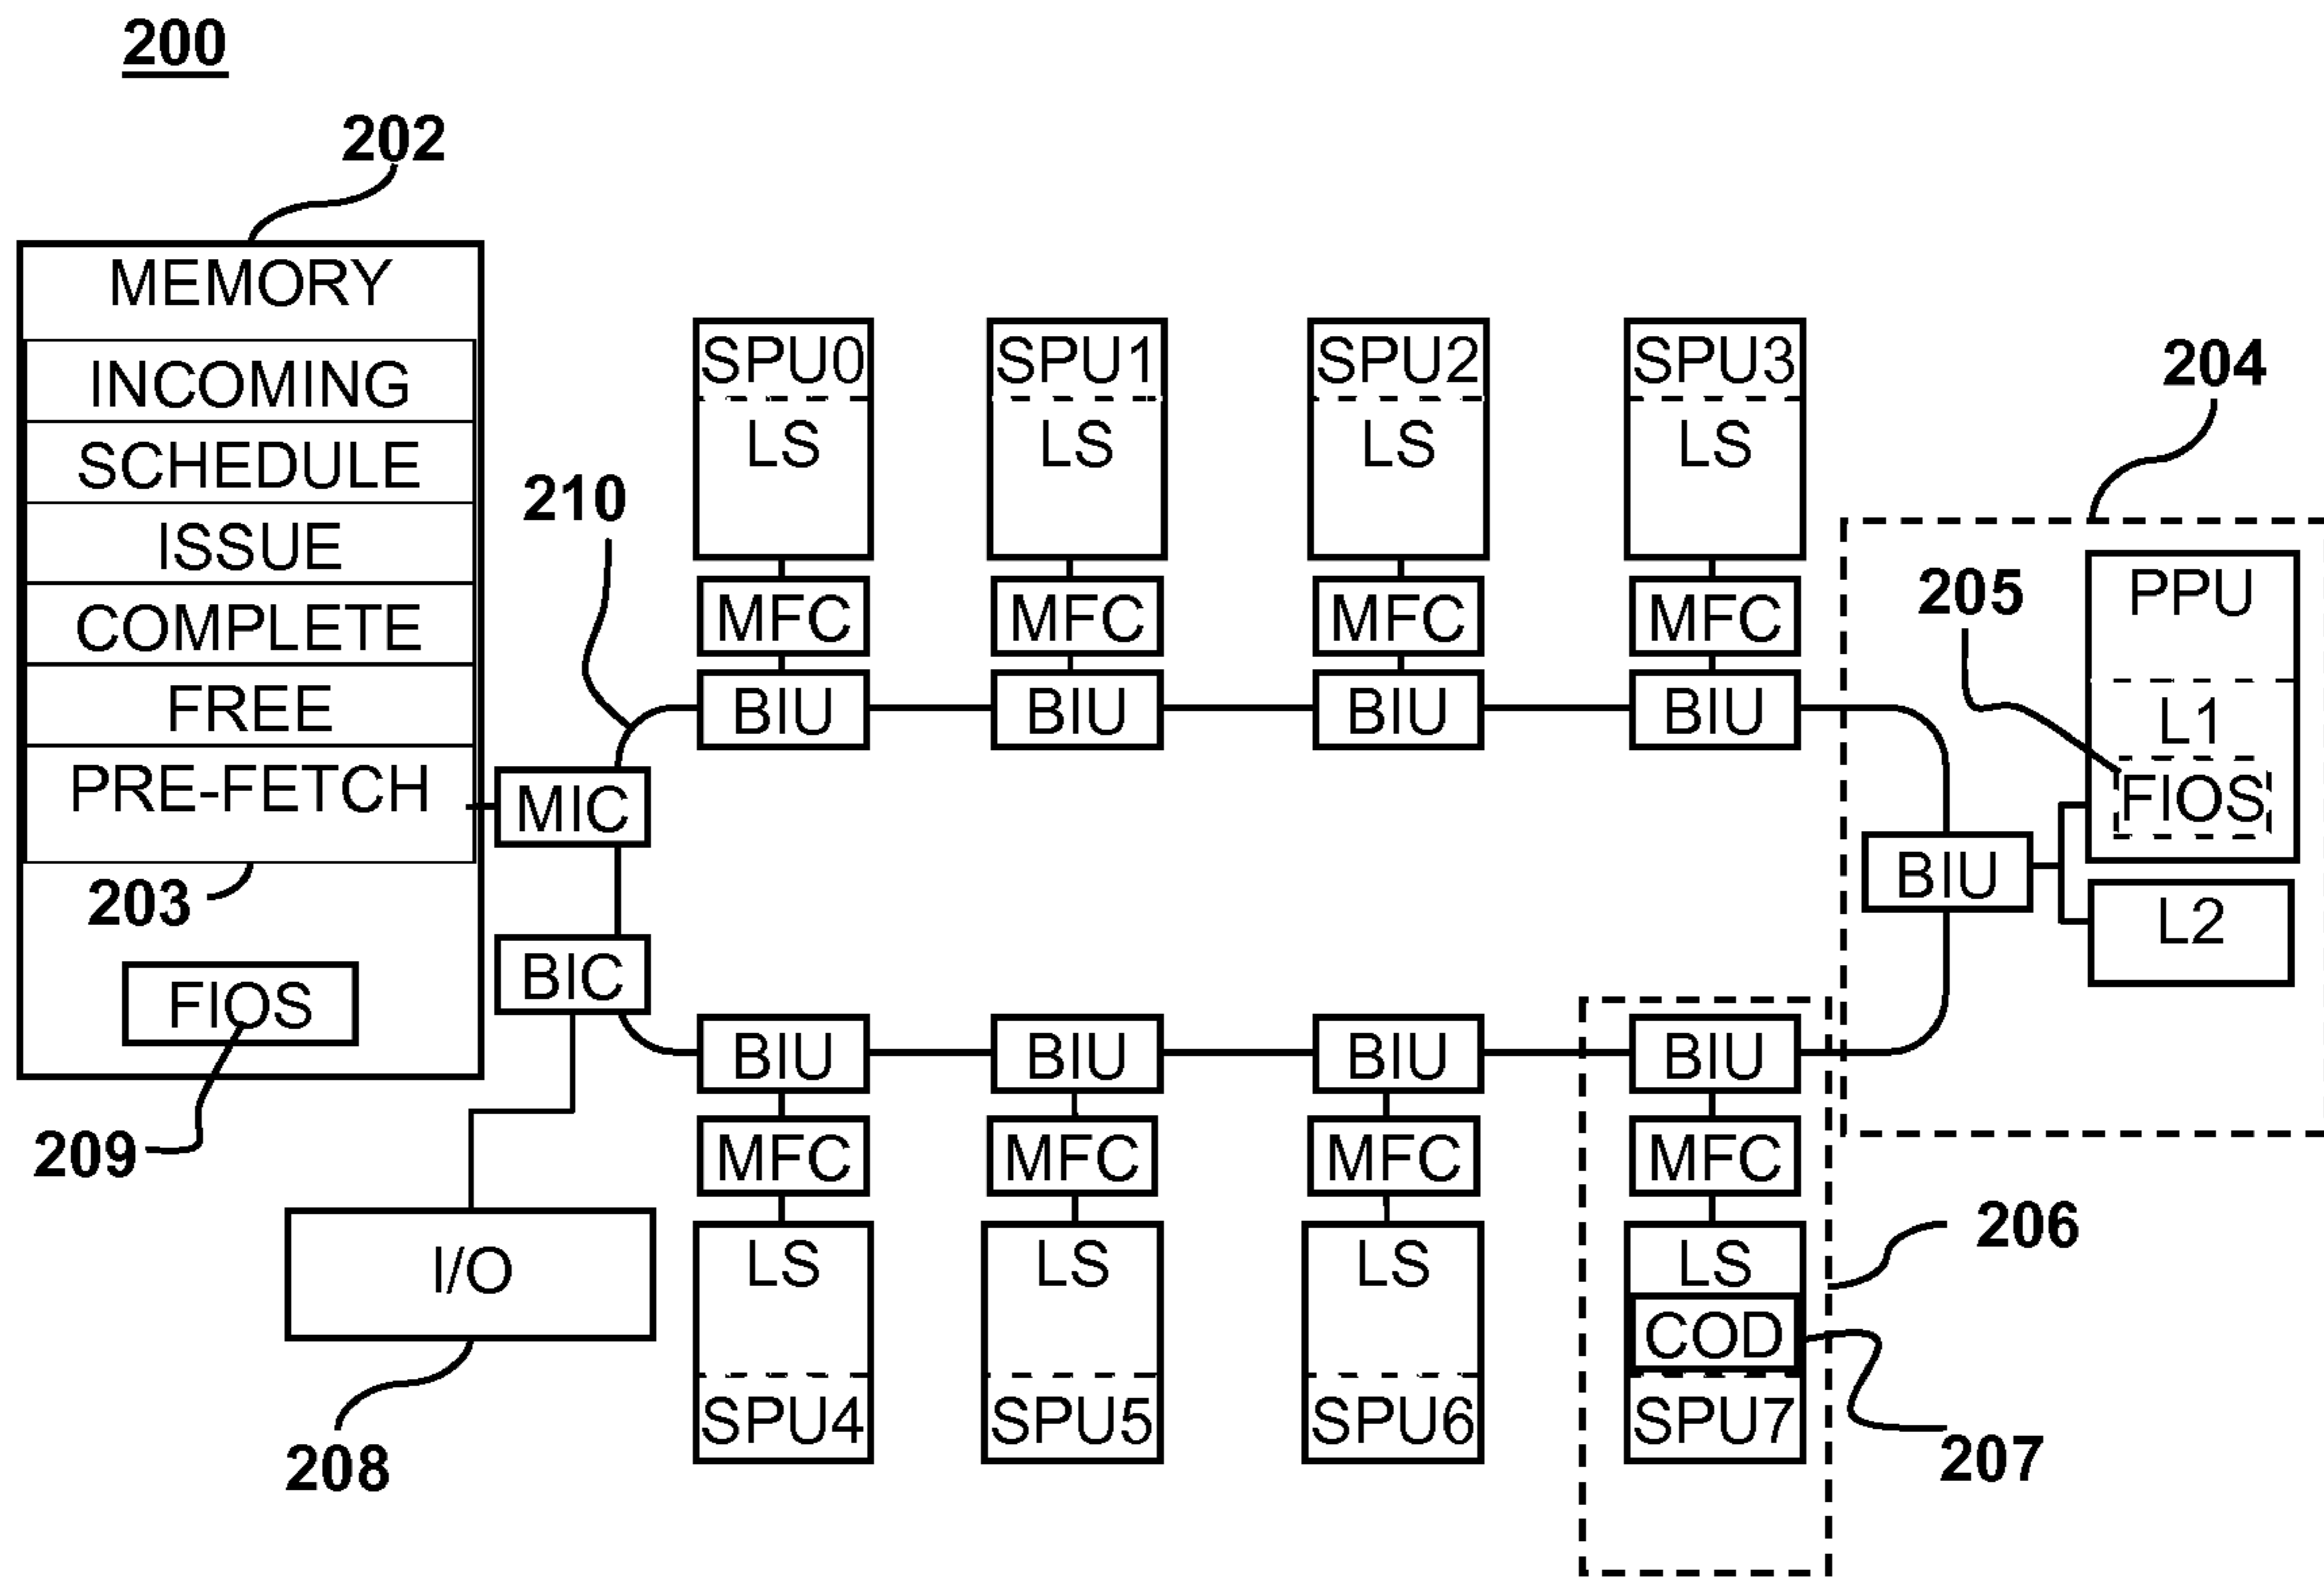 200
202
MEMORY
INCOMING
SCHEDULE
ISSUE
COMPLETE
FREE
PRE-FETCH
203
FIOS
209
I/O
208
210
MIC
BIC
SPU0
LS
MFC
BIU
SPU1
LS
MFC
BIU
SPU2
LS
MFC
BIU
SPU3
LS
MFC
BIU
204
205
PPU
L1
FIOS
BIU
L2
BIU
MFC
LS
SPU4
BIU
MFC
LS
SPU5
BIU
MFC
LS
SPU6
BIU
MFC
LS
COD
SPU7
206
207